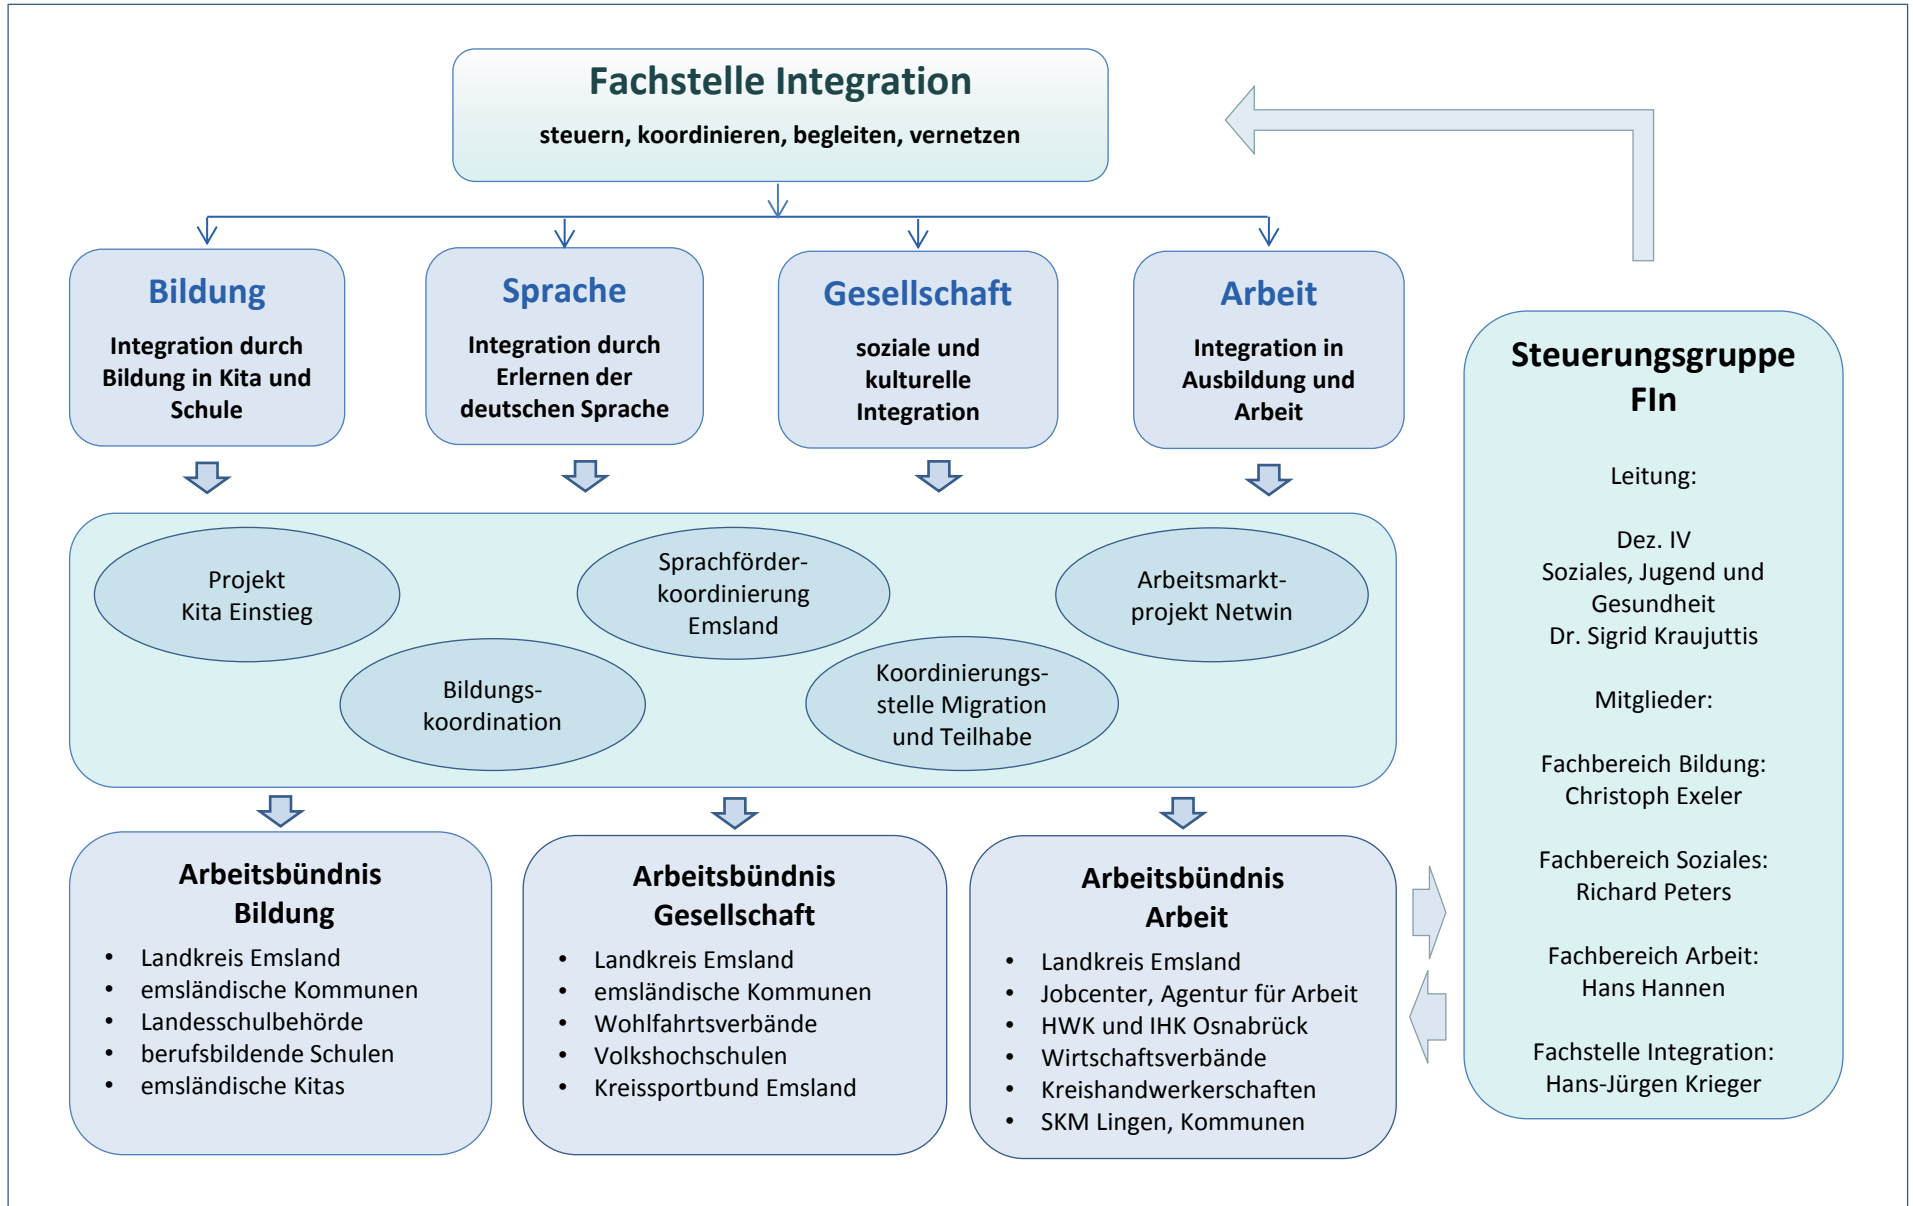 Fachstelle Integration
steuern, koordinieren, begleiten, vernetzen
Bildung
Integration durch
Bildung in Kita und
Schule
Sprache
Integration durch
Erlernen der
deutschen Sprache
Gesellschaft
soziale und
kulturelle
Integration
Arbeit
Integration in
Ausbildung und
Arbeit
Projekt
Kita Einstieg
Bildungs-
koordination
Sprachförder-
koordinierung
Emsland
Koordinierungs-
stelle Migration
und Teilhabe
Arbeitsmarkt-
projekt Netwin
Arbeitsbündnis
Bildung
• Landkreis Emsland
• emsländische Kommunen
• Landesschulbehörde
• berufsbildende Schulen
• emsländische Kitas
Arbeitsbündnis
Gesellschaft
• Landkreis Emsland
• emsländische Kommunen
• Wohlfahrtsverbände
• Volkshochschulen
• Kreissportbund Emsland
Arbeitsbündnis
Arbeit
• Landkreis Emsland
• Jobcenter, Agentur für Arbeit
• HWK und IHK Osnabrück
• Wirtschaftsverbände
• Kreishandwerkerschaften
• SKM Lingen, Kommunen
Steuerungsgruppe
FIn
Leitung:
Dez. IV
Soziales, Jugend und
Gesundheit
Dr. Sigrid Kraujuttis
Mitglieder:
Fachbereich Bildung:
Christoph Exeler
Fachbereich Soziales:
Richard Peters
Fachbereich Arbeit:
Hans Hannen
Fachstelle Integration:
Hans-Jürgen Krieger